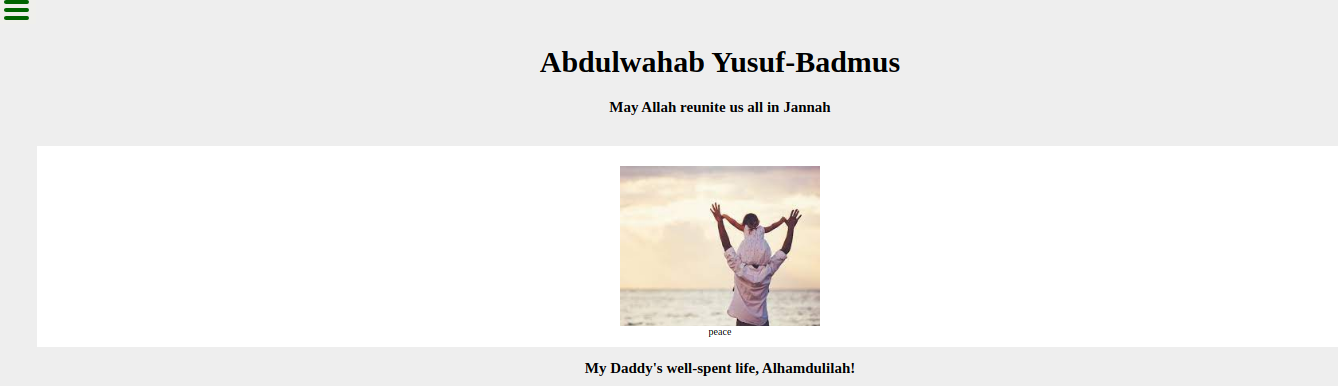 Abdulwahab Yusuf-Badmus
May Allah reunite us all in Jannah
peace
My Daddy's well-spent life, Alhamdulilah!